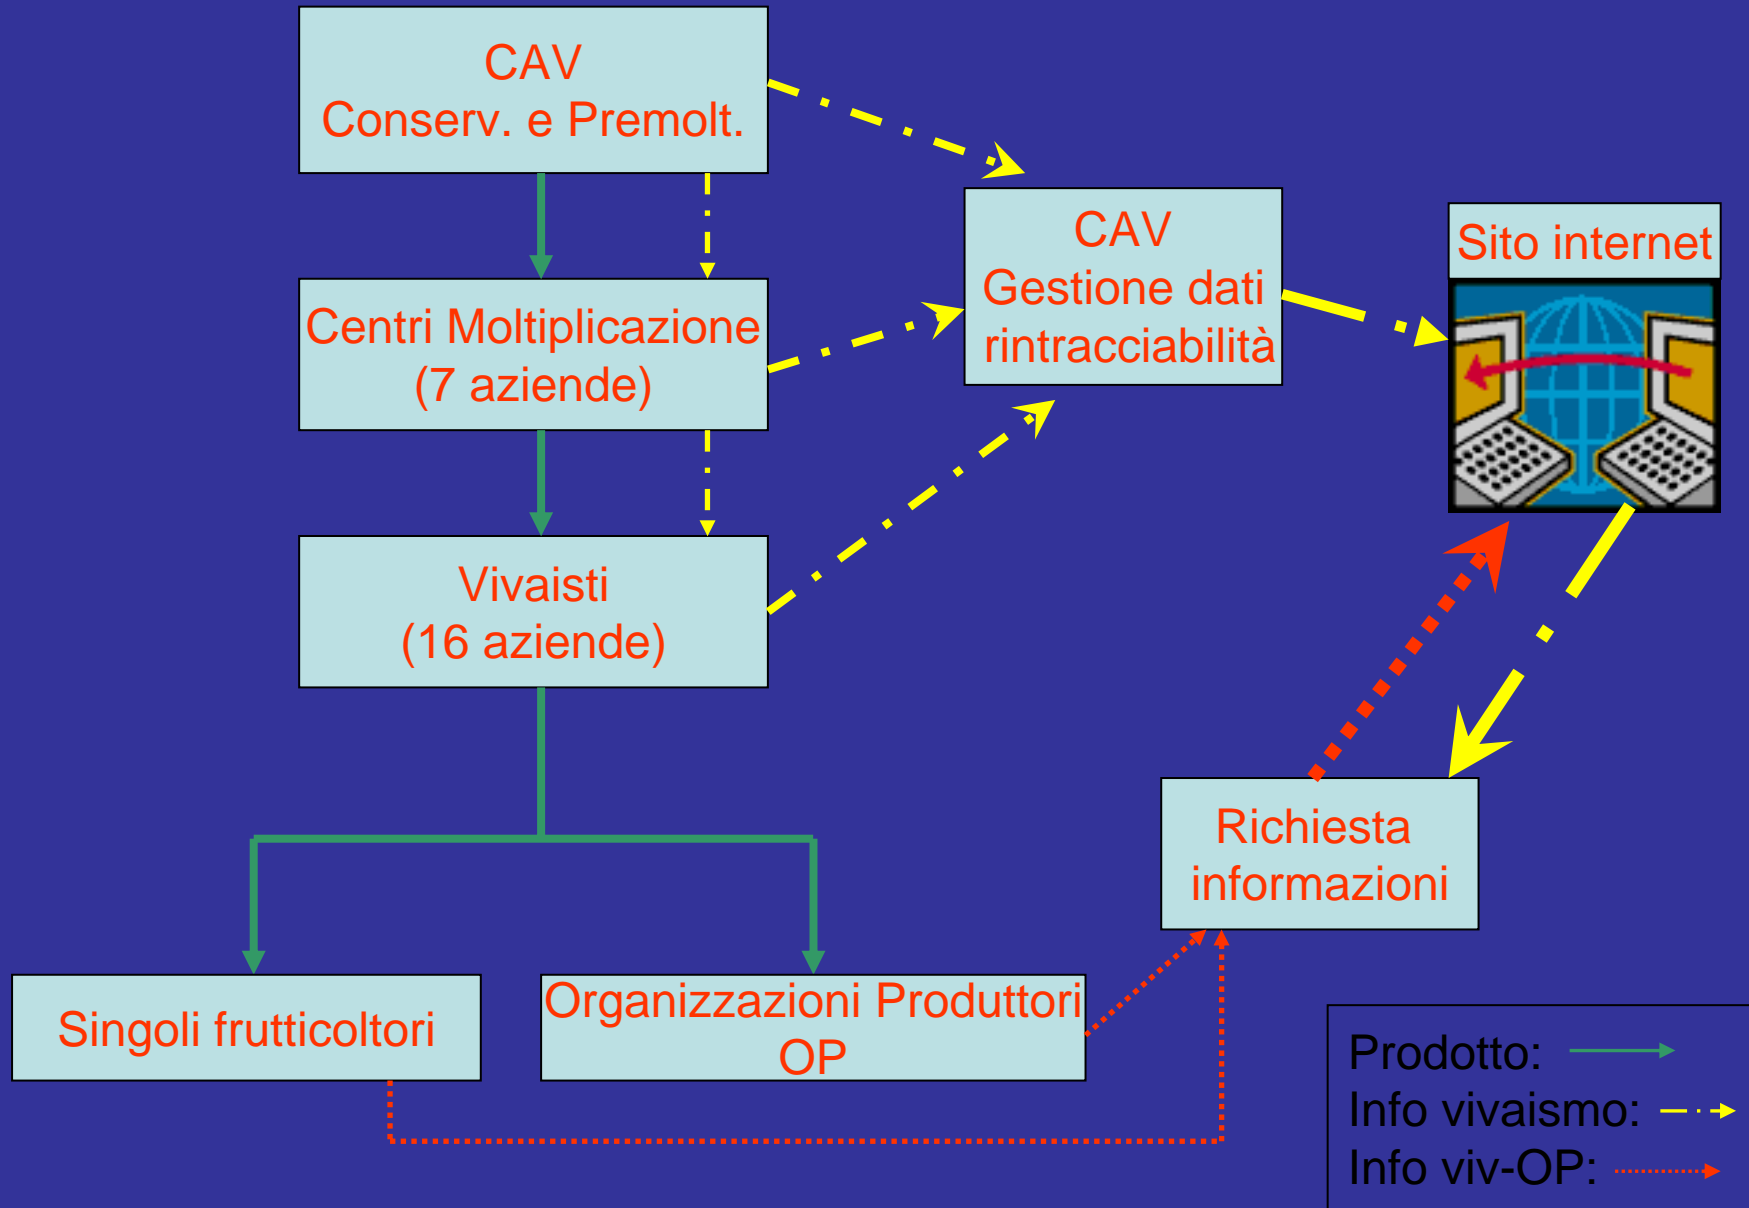 CAV
Conserv. e Premolt.
CAV
Gestione dati
rintracciabilità
Sito internet
Centri Moltiplicazione
(7 aziende)
Vivaisti
(16 aziende)
Richiesta
informazioni
Singoli frutticoltori
Organizzazioni Produttori
OP
Prodotto:
Info vivaismo:
Info viv-OP: